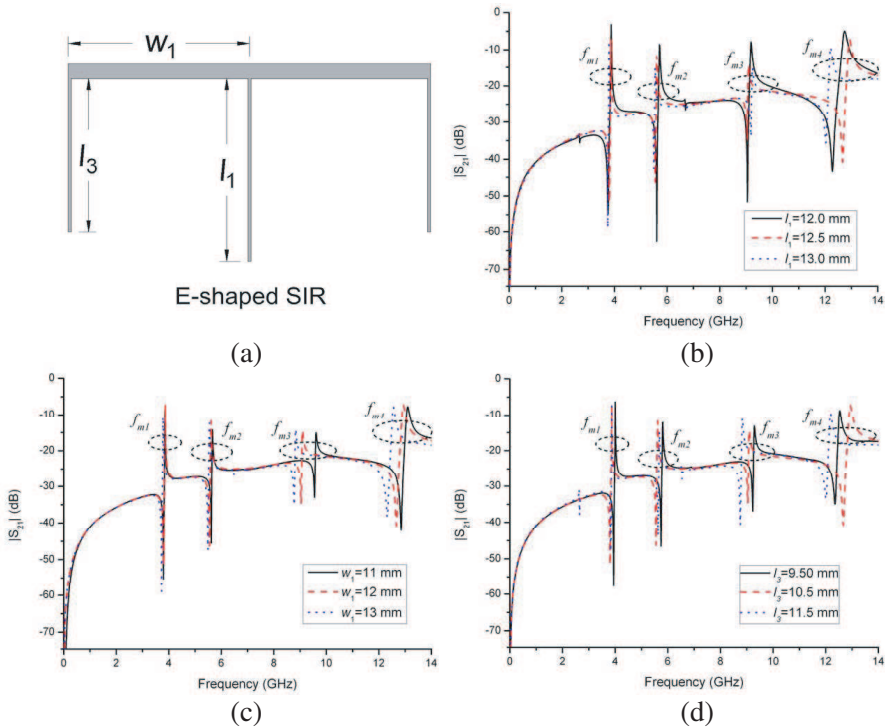 w1
l3
l1
E-shaped SIR
(a)
0
-10
-20
-30
-40
-50
-60
-70
|S21| (dB)
fm1
fm2
fm3
fm4
l1=12.0 mm
l1=12.5 mm
l1=13.0 mm
0 2 4 6 8 10 12 14
Frequency (GHz)
(b)
0
-10
-20
-30
-40
-50
-60
-70
|S21| (dB)
fm1
fm2
fm3
w1=11 mm
w1=12 mm
w1=13 mm
0 2 4 6 8 10 12 14
Frequency (GHz)
(c)
0
-10
-20
-30
-40
-50
-60
-70
|S21| (dB)
fm1
fm2
fm3
fm4
l3=9.50 mm
l3=10.5 mm
l3=11.5 mm
0 2 4 6 8 10 12 14
Frequency (GHz)
(d)